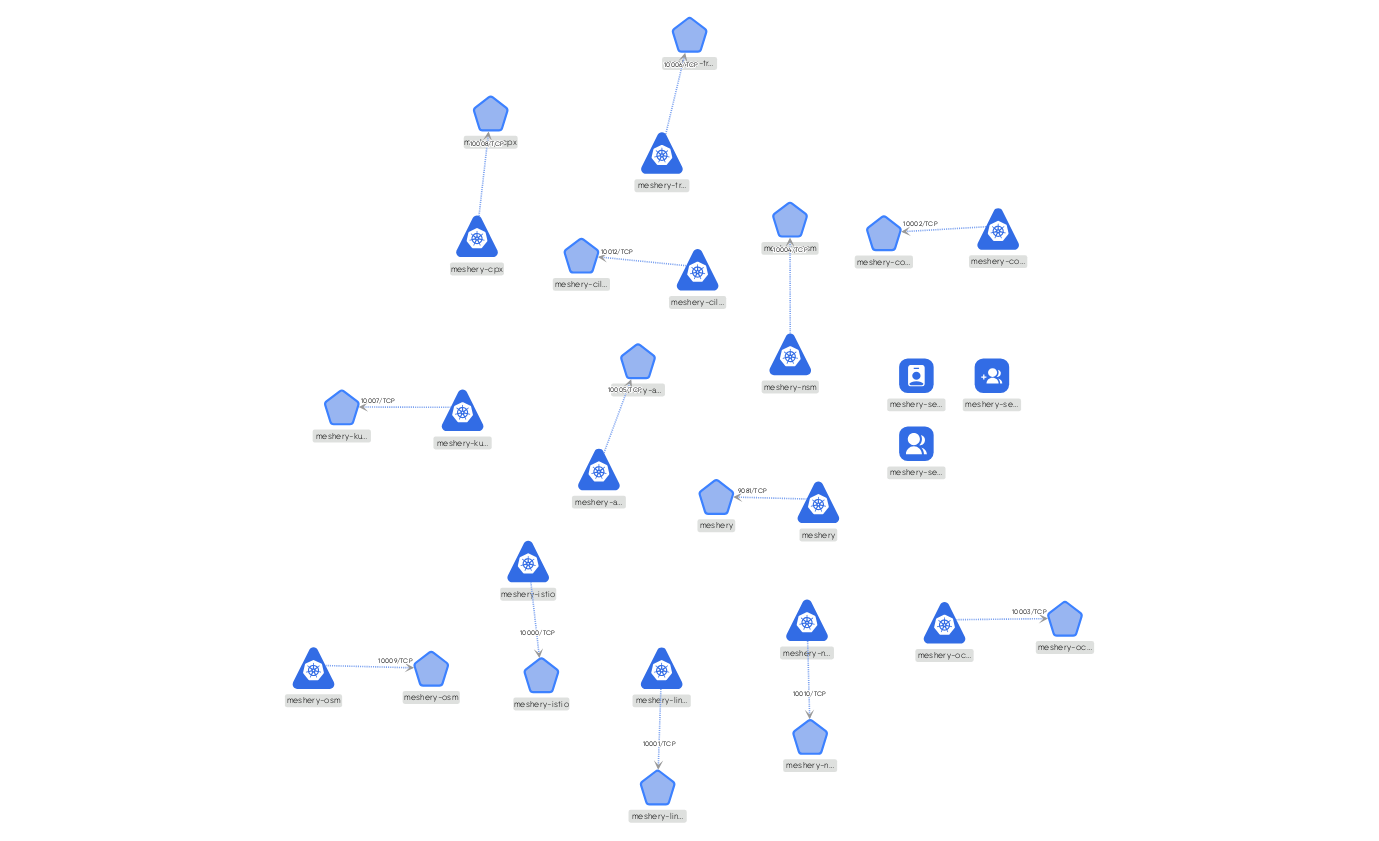 10006/TCP
-fr...
meshery-fr...
10008/TCP
cpx
meshery-cpx
10012/TCP
meshery-cil...
meshery-cil...
10004/TCP
meshery-nsm
10002/TCP
meshery-co...
meshery-co...
10007/TCP
meshery-ku...
meshery-ku...
10005/TCP
y-a...
meshery-a...
meshery-se...
meshery-se...
meshery-se...
9081/TCP
meshery
meshery
meshery-istio
10000/TCP
meshery-istio
10009/TCP
meshery-osm
meshery-osm
meshery-lin...
10001/TCP
meshery-lin...
meshery-n...
10010/TCP
meshery-n...
10003/TCP
meshery-oc...
meshery-oc...